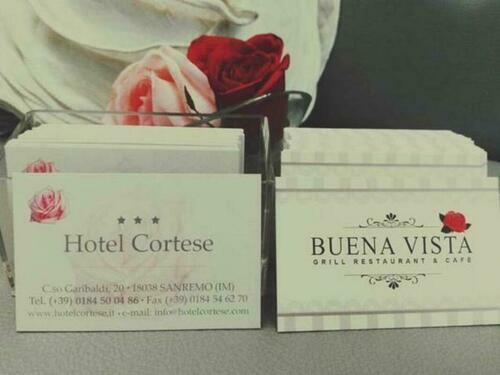 Hotel Cortese
C.so Garibaldi, 20 • 18038 SANREMO (IM)
Tel. (+39) 0184 50 04 86 • Fax (+39) 0184 54 62 70
www.hotelcortese.it • e-mail: info@hotelcortese.com
BUENA VISTA
GRILL RESTAURANT & CAFÈ